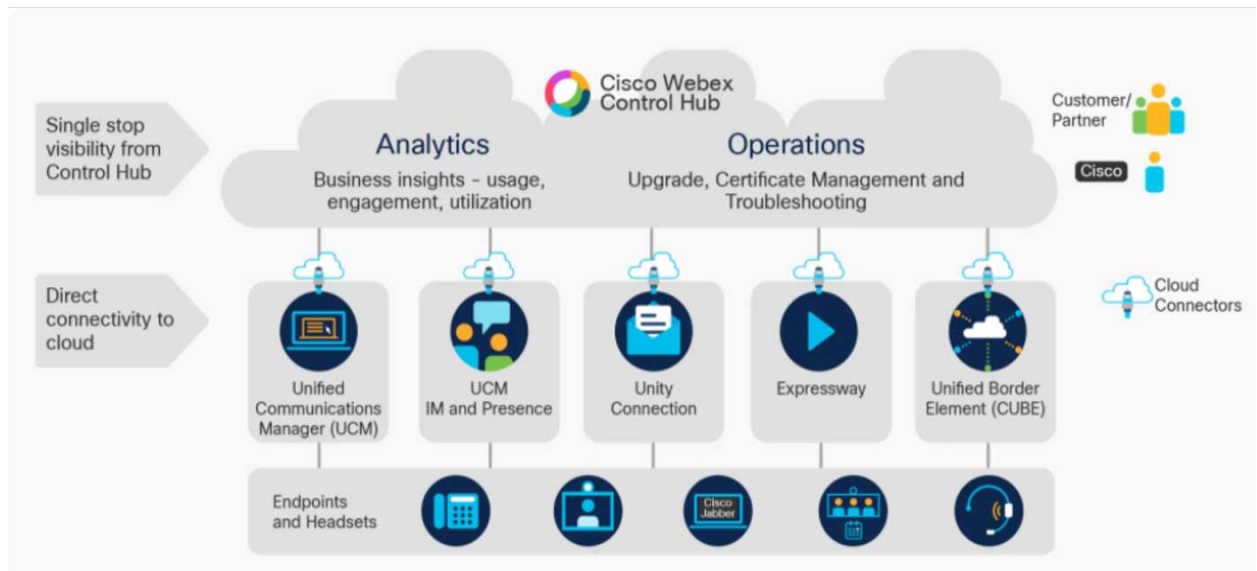 Cisco Webex
Control Hub
Single stop
visibility from
Control Hub
Analytics
Business insights - usage,
engagement, utilization
Operations
Upgrade, Certificate Management and
Troubleshooting
Customer/
Partner
Cisco
Direct
connectivity to
cloud
Unified
Communications
Manager (UCM)
UCM
IM and Presence
Unity
Connection
Expressway
Unified Border
Element (CUBE)
Cloud
Connectors
Endpoints
and Headsets
Cisco
Jabber